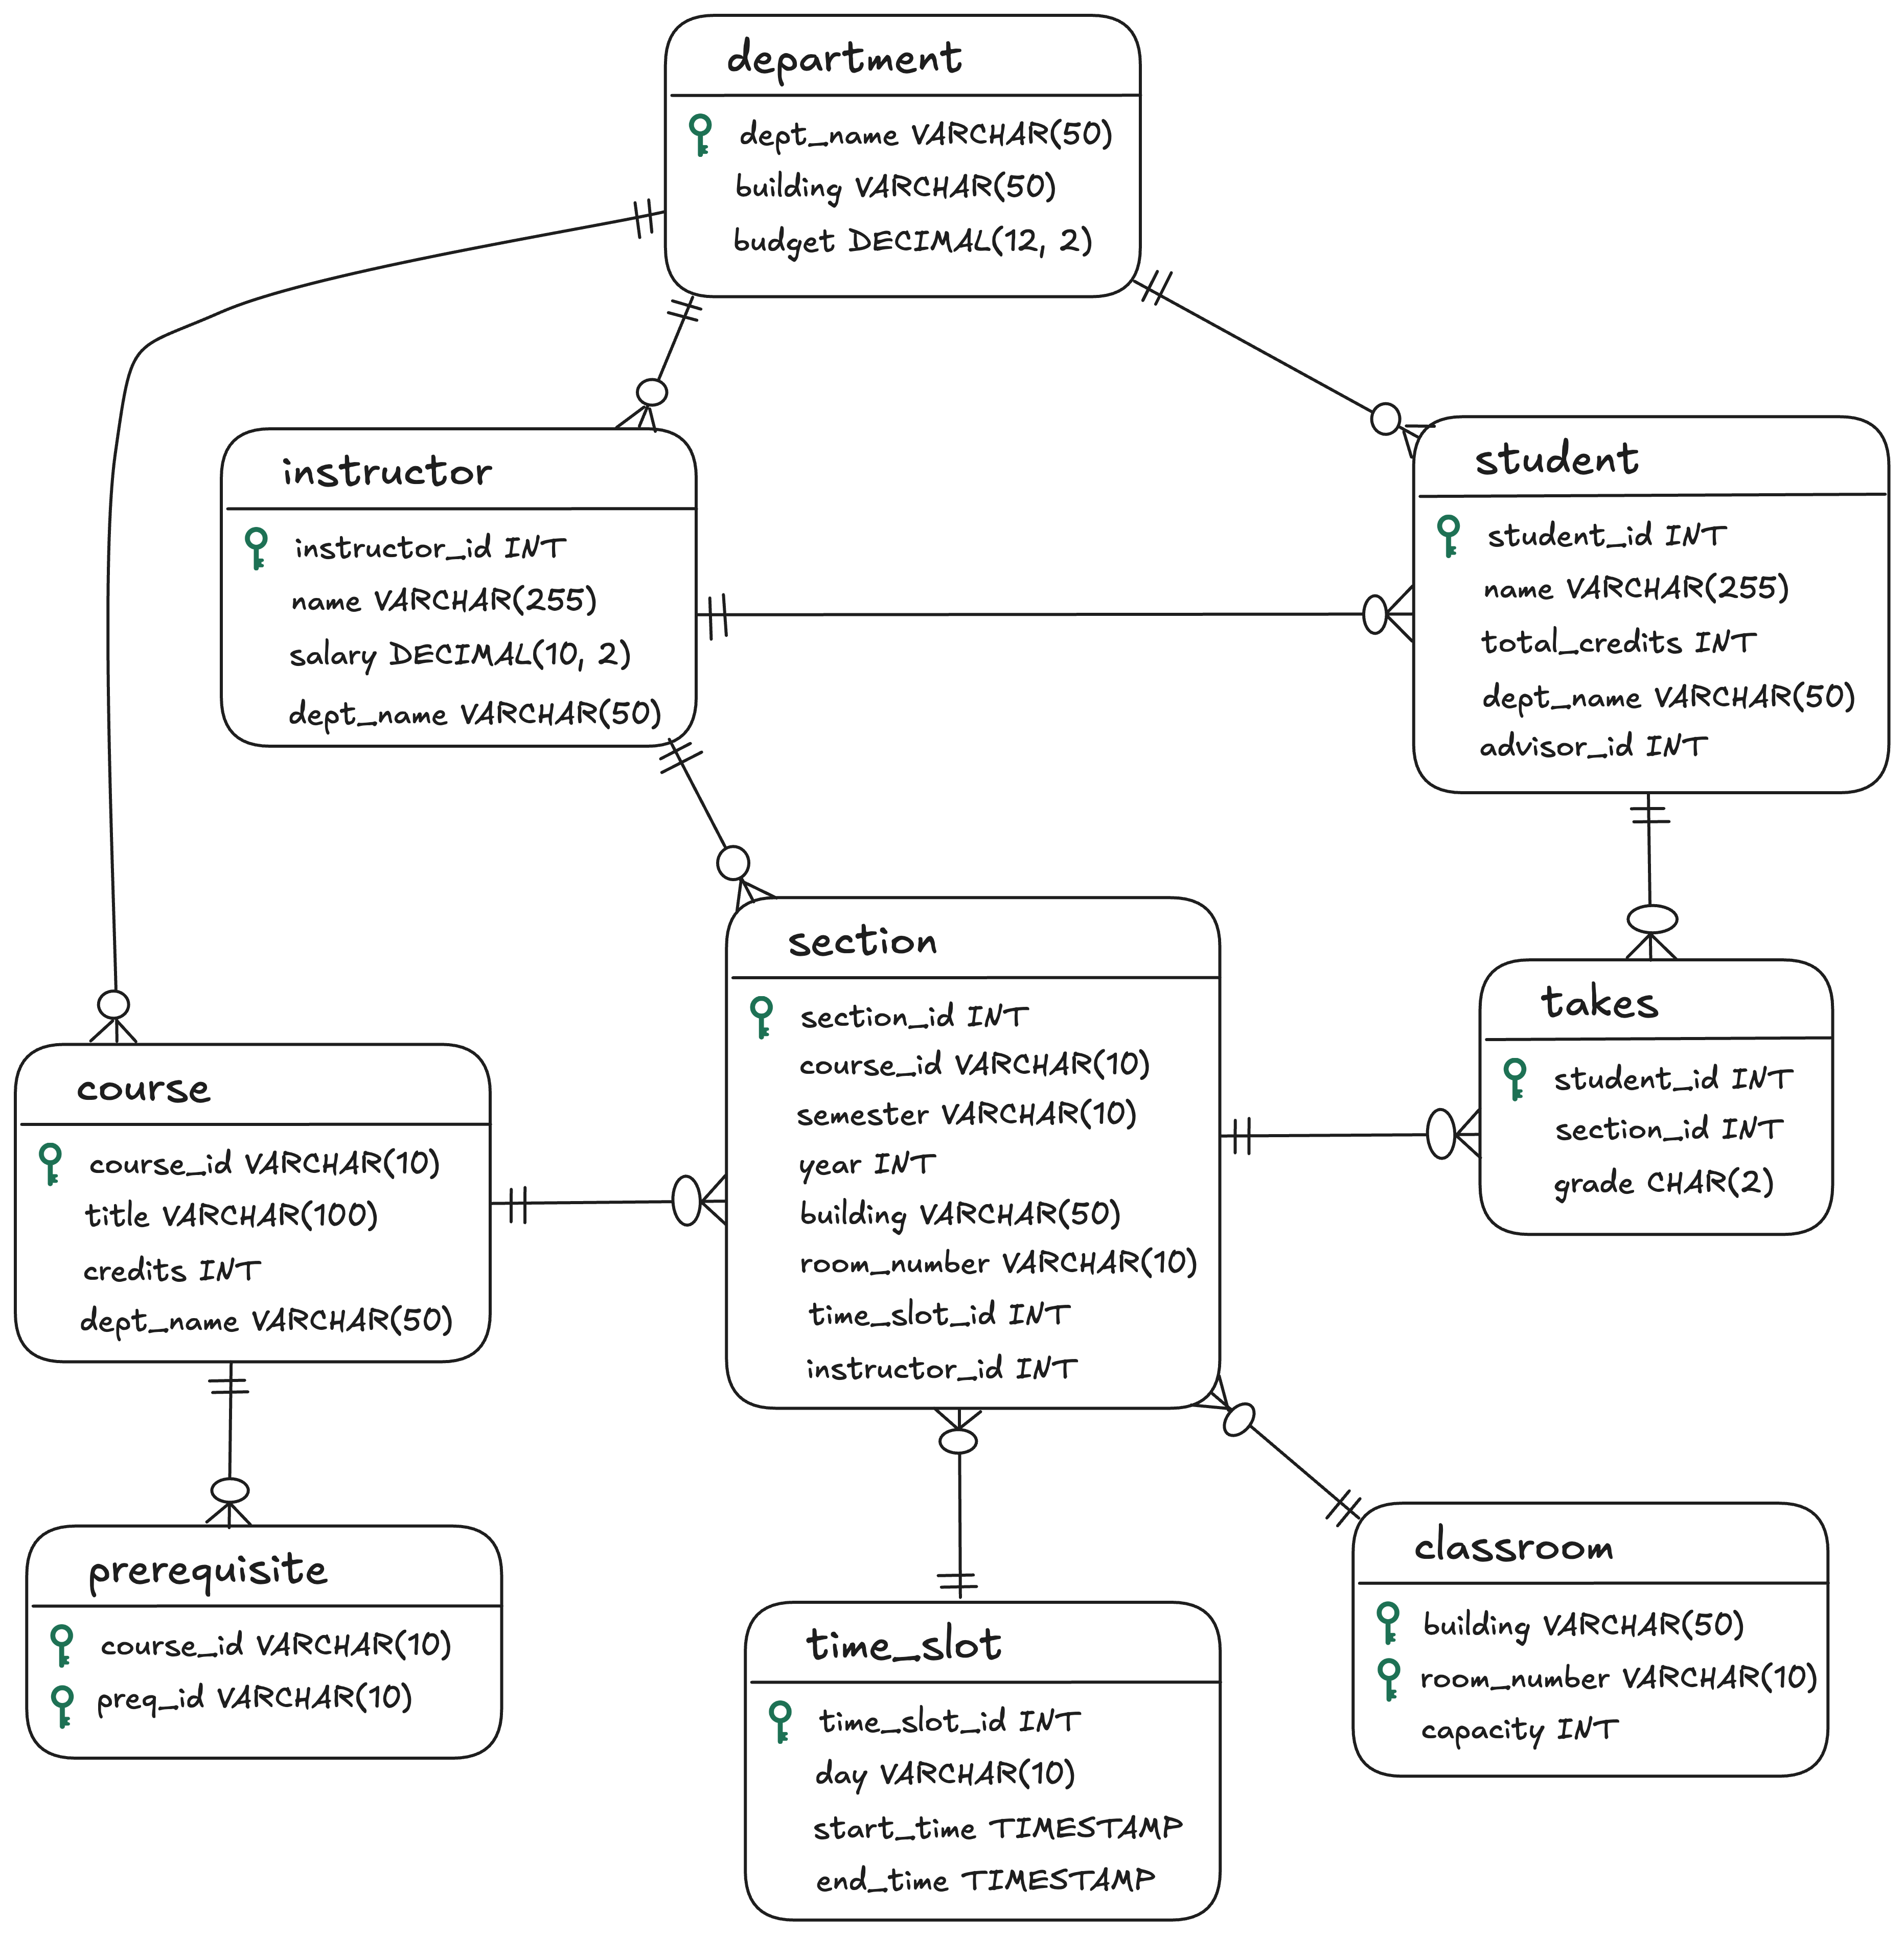 department
dept_name VARCHAR(50)
building VARCHAR(50)
budget DECIMAL(12, 2)
instructor
instructor_id INT
name VARCHAR(255)
salary DECIMAL(10, 2)
dept_name VARCHAR(50)
student
student_id INT
name VARCHAR(255)
total_credits INT
dept_name VARCHAR(50)
advisor_id INT
section
section_id INT
course_id VARCHAR(10)
semester VARCHAR(10)
year INT
building VARCHAR(50)
room_number VARCHAR(10)
time_slot_id INT
instructor_id INT
takes
student_id INT
section_id INT
grade CHAR(2)
course
course_id VARCHAR(10)
title VARCHAR(100)
credits INT
dept_name VARCHAR(50)
prerequisite
course_id VARCHAR(10)
preq_id VARCHAR(10)
time_slot
time_slot_id INT
day VARCHAR(10)
start_time TIMESTAMP
end_time TIMESTAMP
classroom
building VARCHAR(50)
room_number VARCHAR(10)
capacity INT